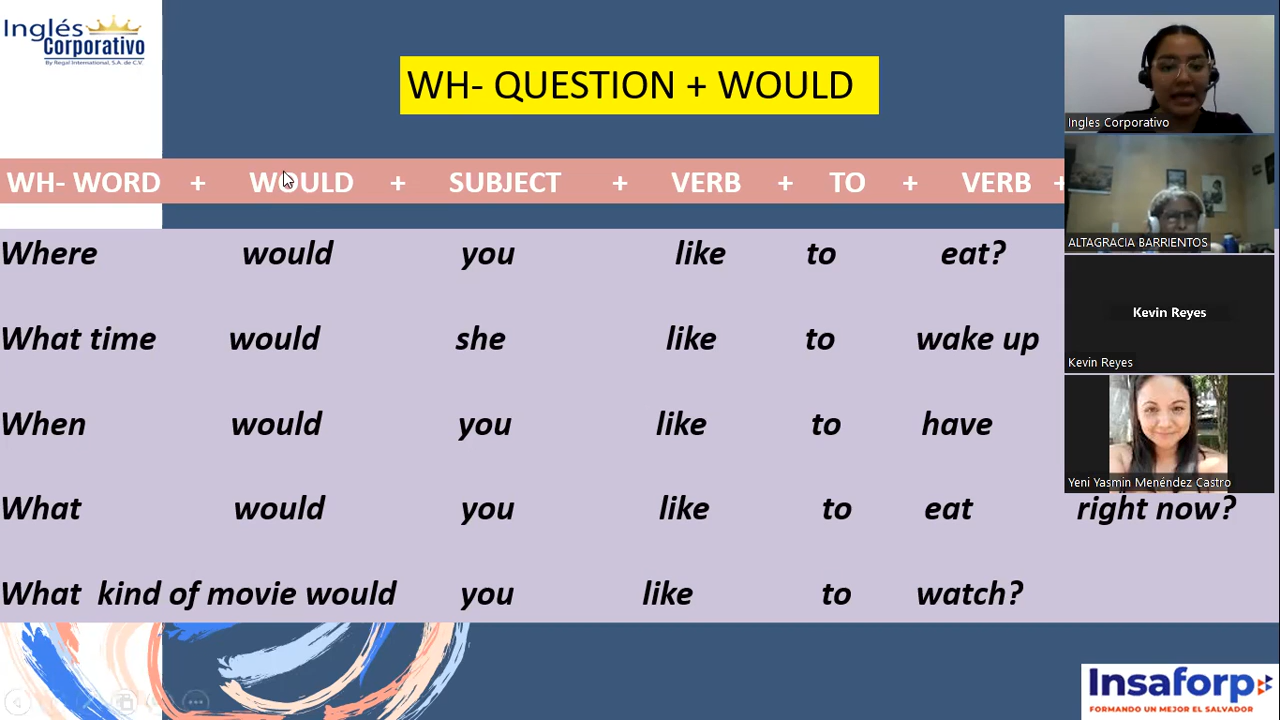 Inglés
Corporativo
By Regal International, S.A. de C.V.
WH- QUESTION + WOULD
WH- WORD + WOULD + SUBJECT + VERB + TO + VERB +
Where would you like to eat?
What time would she like to wake up
When would you like to have
What would you like to eat right now?
What kind of movie would you like to watch?
Ingles Corporativo
ALTAGRACIA BARRIENTOS
Kevin Reyes
Kevin Reyes
Yeni Yasmin Menéndez Castro
Insaforp
FORMANDO UN MEJOR EL SALVADOR